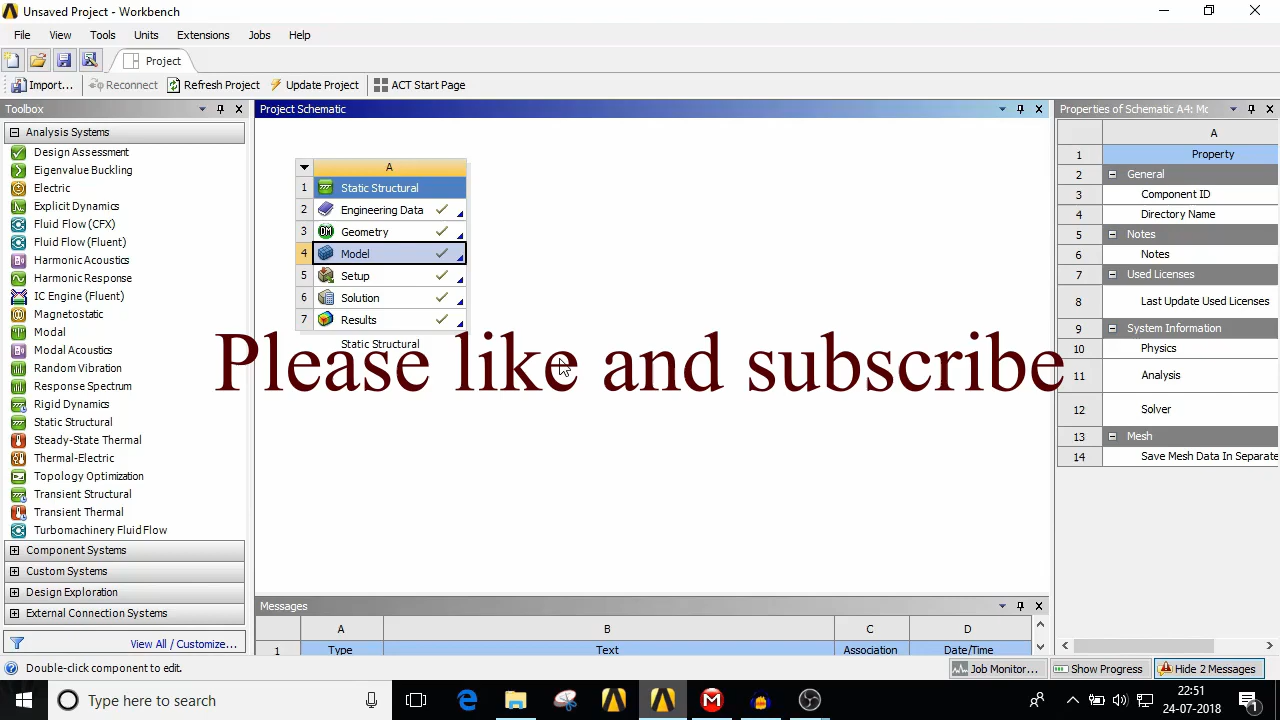 Unsaved Project - Workbench
File View Tools Units Extensions Jobs Help
Project
Import... Reconnect Refresh Project Update Project ACT Start Page
Toolbox
Analysis Systems
Design Assessment
Eigenvalue Buckling
Electric
Explicit Dynamics
Fluid Flow (CFX)
Fluid Flow (Fluent)
Harmonic Acoustics
Harmonic Response
IC Engine (Fluent)
Magnetostatic
Modal
Modal Acoustics
Random Vibration
Response Spectrum
Rigid Dynamics
Static Structural
Steady-State Thermal
Thermal-Electric
Topology Optimization
Transient Structural
Transient Thermal
Turbomachinery Fluid Flow
Component Systems
Custom Systems
Design Exploration
External Connection Systems
View All / Customize...
Project Schematic
A
1 Static Structural
2 Engineering Data
3 DM Geometry
4 Model
5 Setup
6 Solution
7 Results
Static Structural
Please like and subscribe
Messages
A B C D
1 Type Text Association Date/Time
Properties of Schematic A4: Mc
A
1 Property
2 General
3 Component ID
4 Directory Name
5 Notes
6 Notes
7 Used Licenses
8 Last Update Used Licenses
9 System Information
10 Physics
11 Analysis
12 Solver
13 Mesh
14 Save Mesh Data In Separate
Double-click component to edit.
Job Monitor... Show Progress Hide 2 Messages
Type here to search
22:51
24-07-2018
1